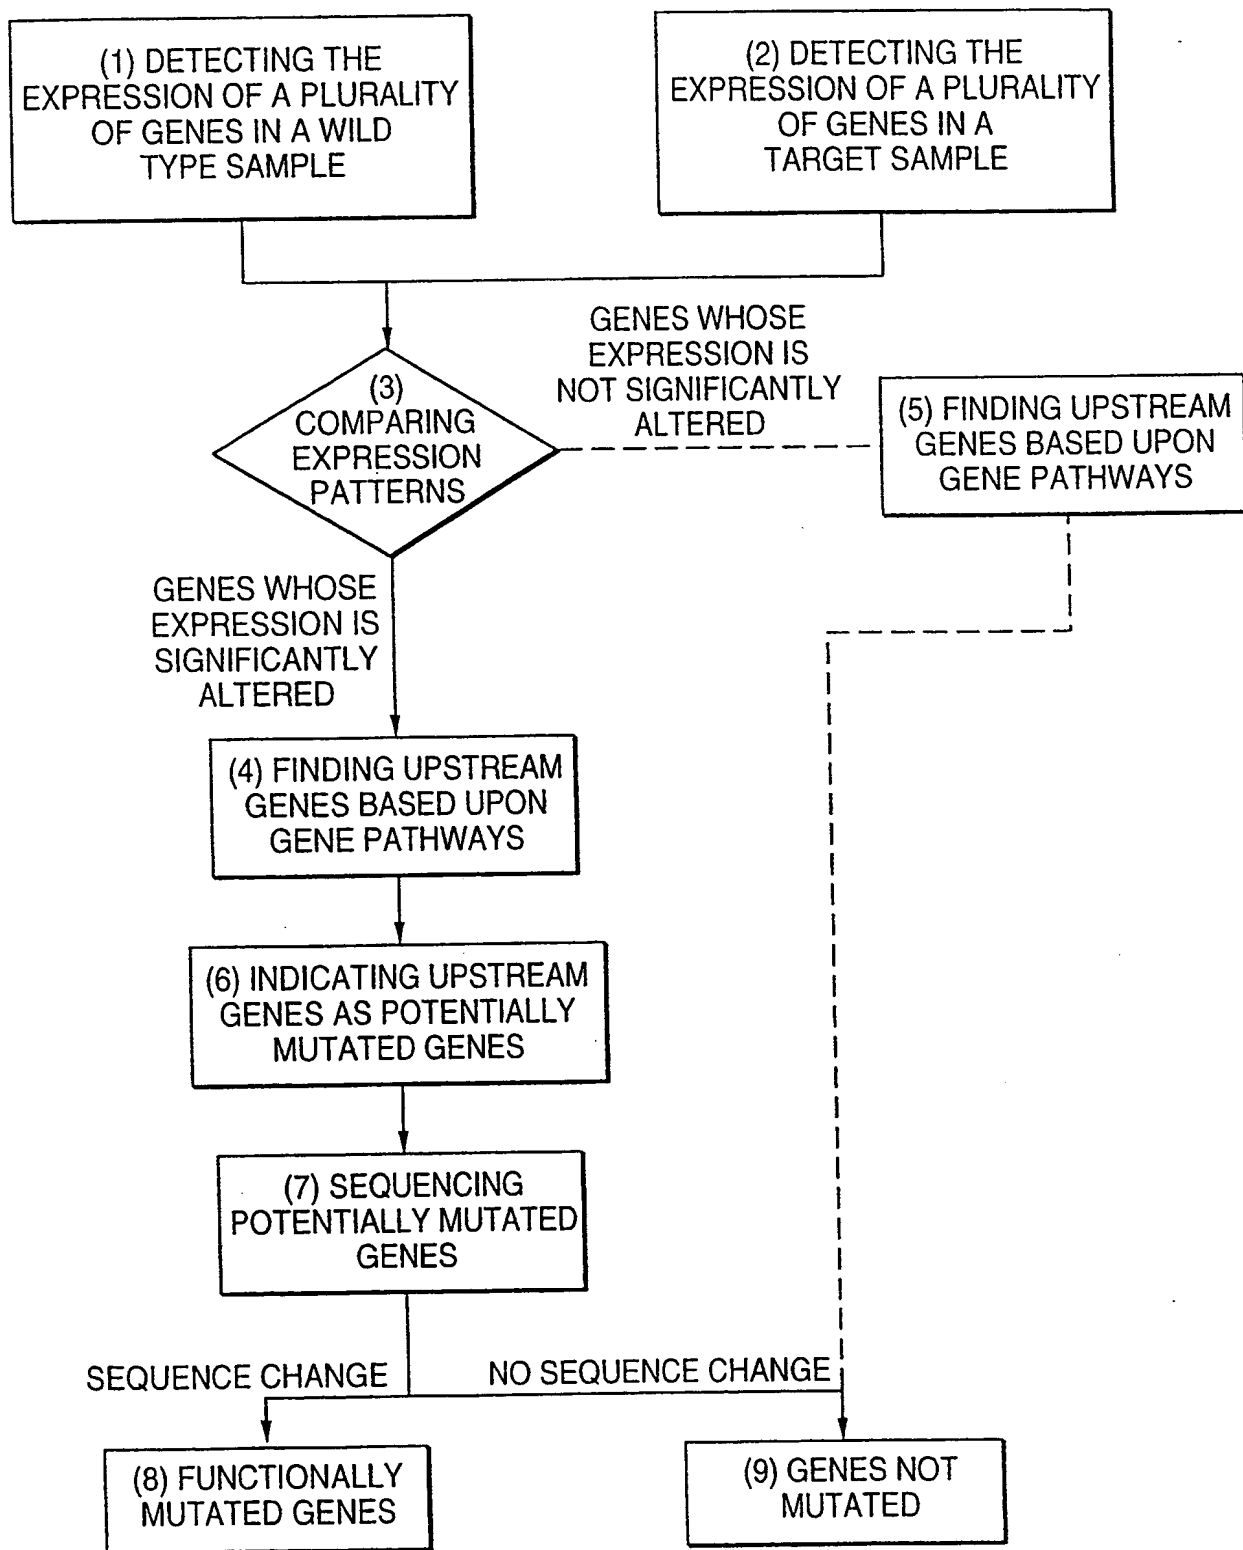 (1) DETECTING THE
EXPRESSION OF A PLURALITY
OF GENES IN A WILD
TYPE SAMPLE
(2) DETECTING THE
EXPRESSION OF A PLURALITY
OF GENES IN A
TARGET SAMPLE
(3)
COMPARING
EXPRESSION
PATTERNS
GENES WHOSE
EXPRESSION IS
NOT SIGNIFICANTLY
ALTERED
(5) FINDING UPSTREAM
GENES BASED UPON
GENE PATHWAYS
GENES WHOSE
EXPRESSION IS
SIGNIFICANTLY
ALTERED
(4) FINDING UPSTREAM
GENES BASED UPON
GENE PATHWAYS
(6) INDICATING UPSTREAM
GENES AS POTENTIALLY
MUTATED GENES
(7) SEQUENCING
POTENTIALLY MUTATED
GENES
SEQUENCE CHANGE
NO SEQUENCE CHANGE
(8) FUNCTIONALLY
MUTATED GENES
(9) GENES NOT
MUTATED